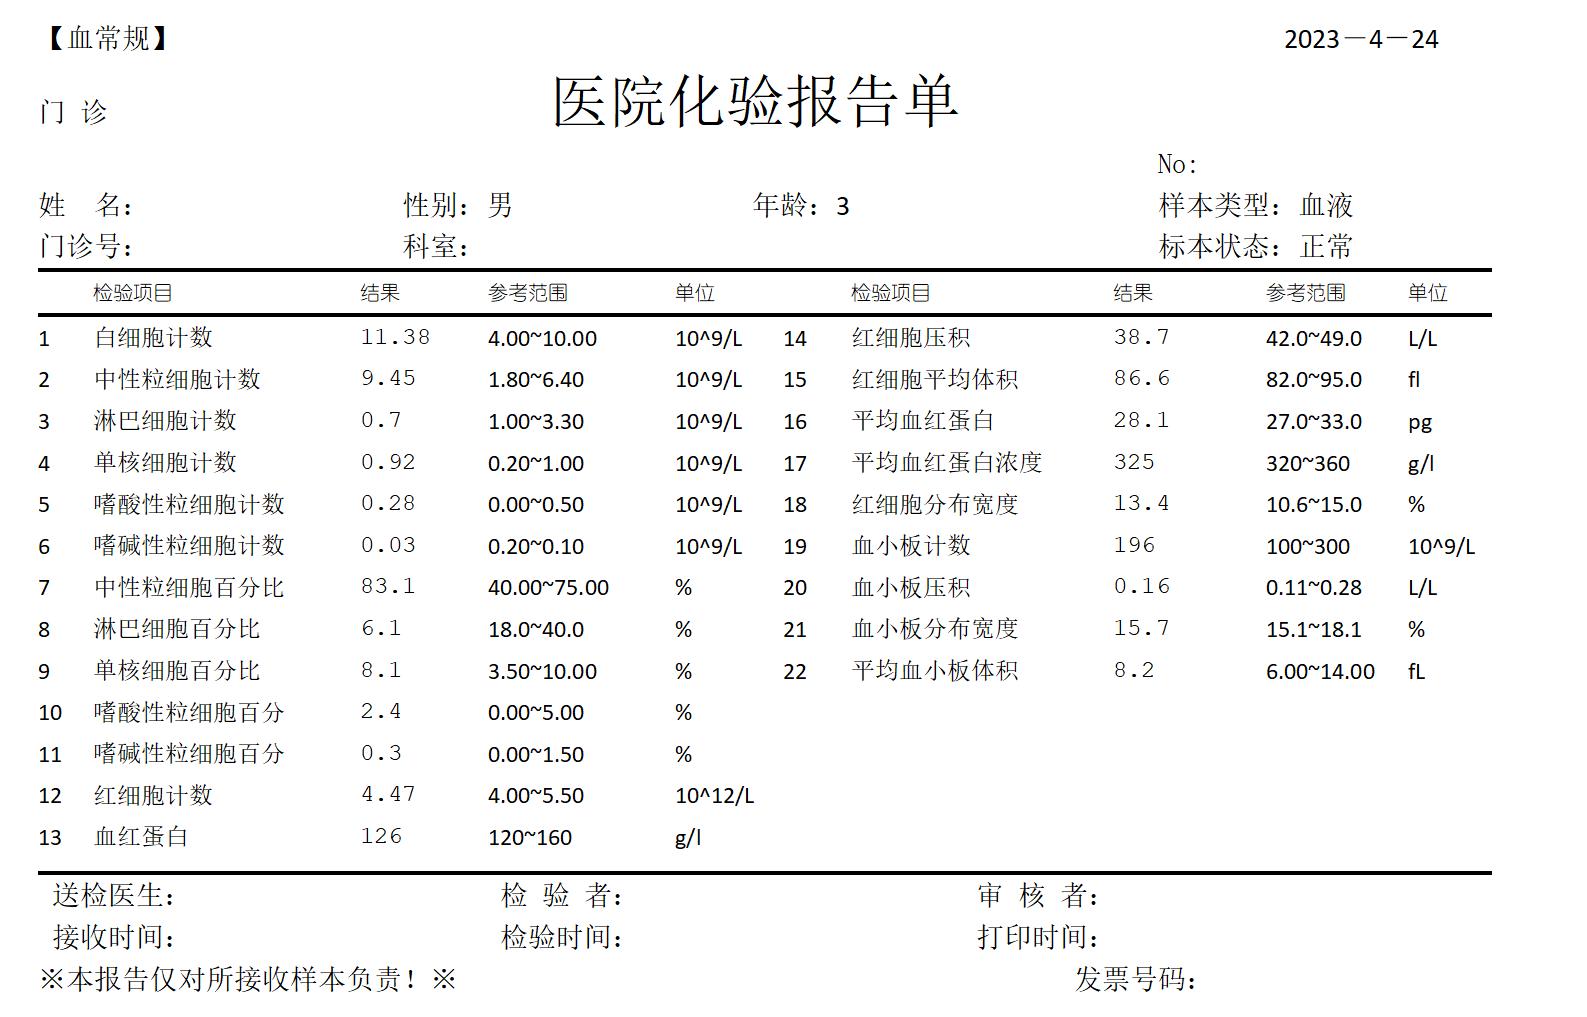 【血常规】 2023－4－24
医院化验报告单
门 诊
No:
姓 名： 性别：男 年龄：3 样本类型：血液
门诊号： 科室： 标本状态：正常
检验项目 结果 参考范围 单位 检验项目 结果 参考范围 单位
1 白细胞计数 11.38 4.00~10.00 10^9/L 14 红细胞压积 38.7 42.0~49.0 L/L
2 中性粒细胞计数 9.45 1.80~6.40 10^9/L 15 红细胞平均体积 86.6 82.0~95.0 fl
3 淋巴细胞计数 0.7 1.00~3.30 10^9/L 16 平均血红蛋白 28.1 27.0~33.0 pg
4 单核细胞计数 0.92 0.20~1.00 10^9/L 17 平均血红蛋白浓度 325 320~360 g/l
5 嗜酸性粒细胞计数 0.28 0.00~0.50 10^9/L 18 红细胞分布宽度 13.4 10.6~15.0 %
6 嗜碱性粒细胞计数 0.03 0.20~0.10 10^9/L 19 血小板计数 196 100~300 10^9/L
7 中性粒细胞百分比 83.1 40.00~75.00 % 20 血小板压积 0.16 0.11~0.28 L/L
8 淋巴细胞百分比 6.1 18.0~40.0 % 21 血小板分布宽度 15.7 15.1~18.1 %
9 单核细胞百分比 8.1 3.50~10.00 % 22 平均血小板体积 8.2 6.00~14.00 fL
10 嗜酸性粒细胞百分 2.4 0.00~5.00 %
11 嗜碱性粒细胞百分 0.3 0.00~1.50 %
12 红细胞计数 4.47 4.00~5.50 10^12/L
13 血红蛋白 126 120~160 g/l
送检医生： 检 验 者： 审 核 者：
接收时间： 检验时间： 打印时间：
※本报告仅对所接收样本负责！※ 发票号码：